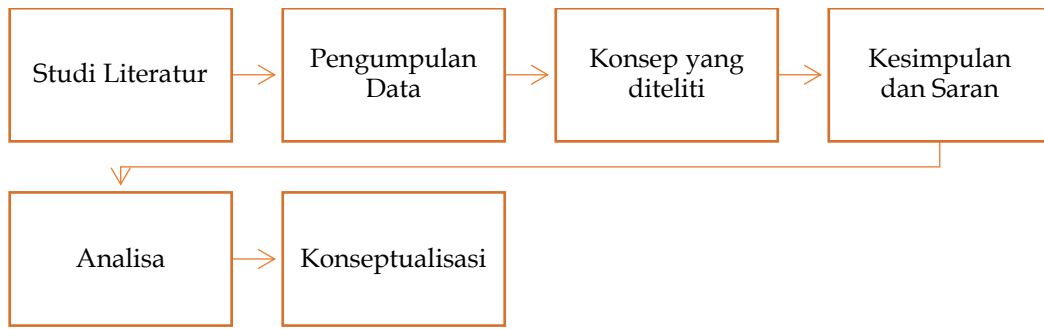 Studi Literatur
Pengumpulan
Data
Konsep yang
diteliti
Kesimpulan
dan Saran
Analisa
Konseptualisasi